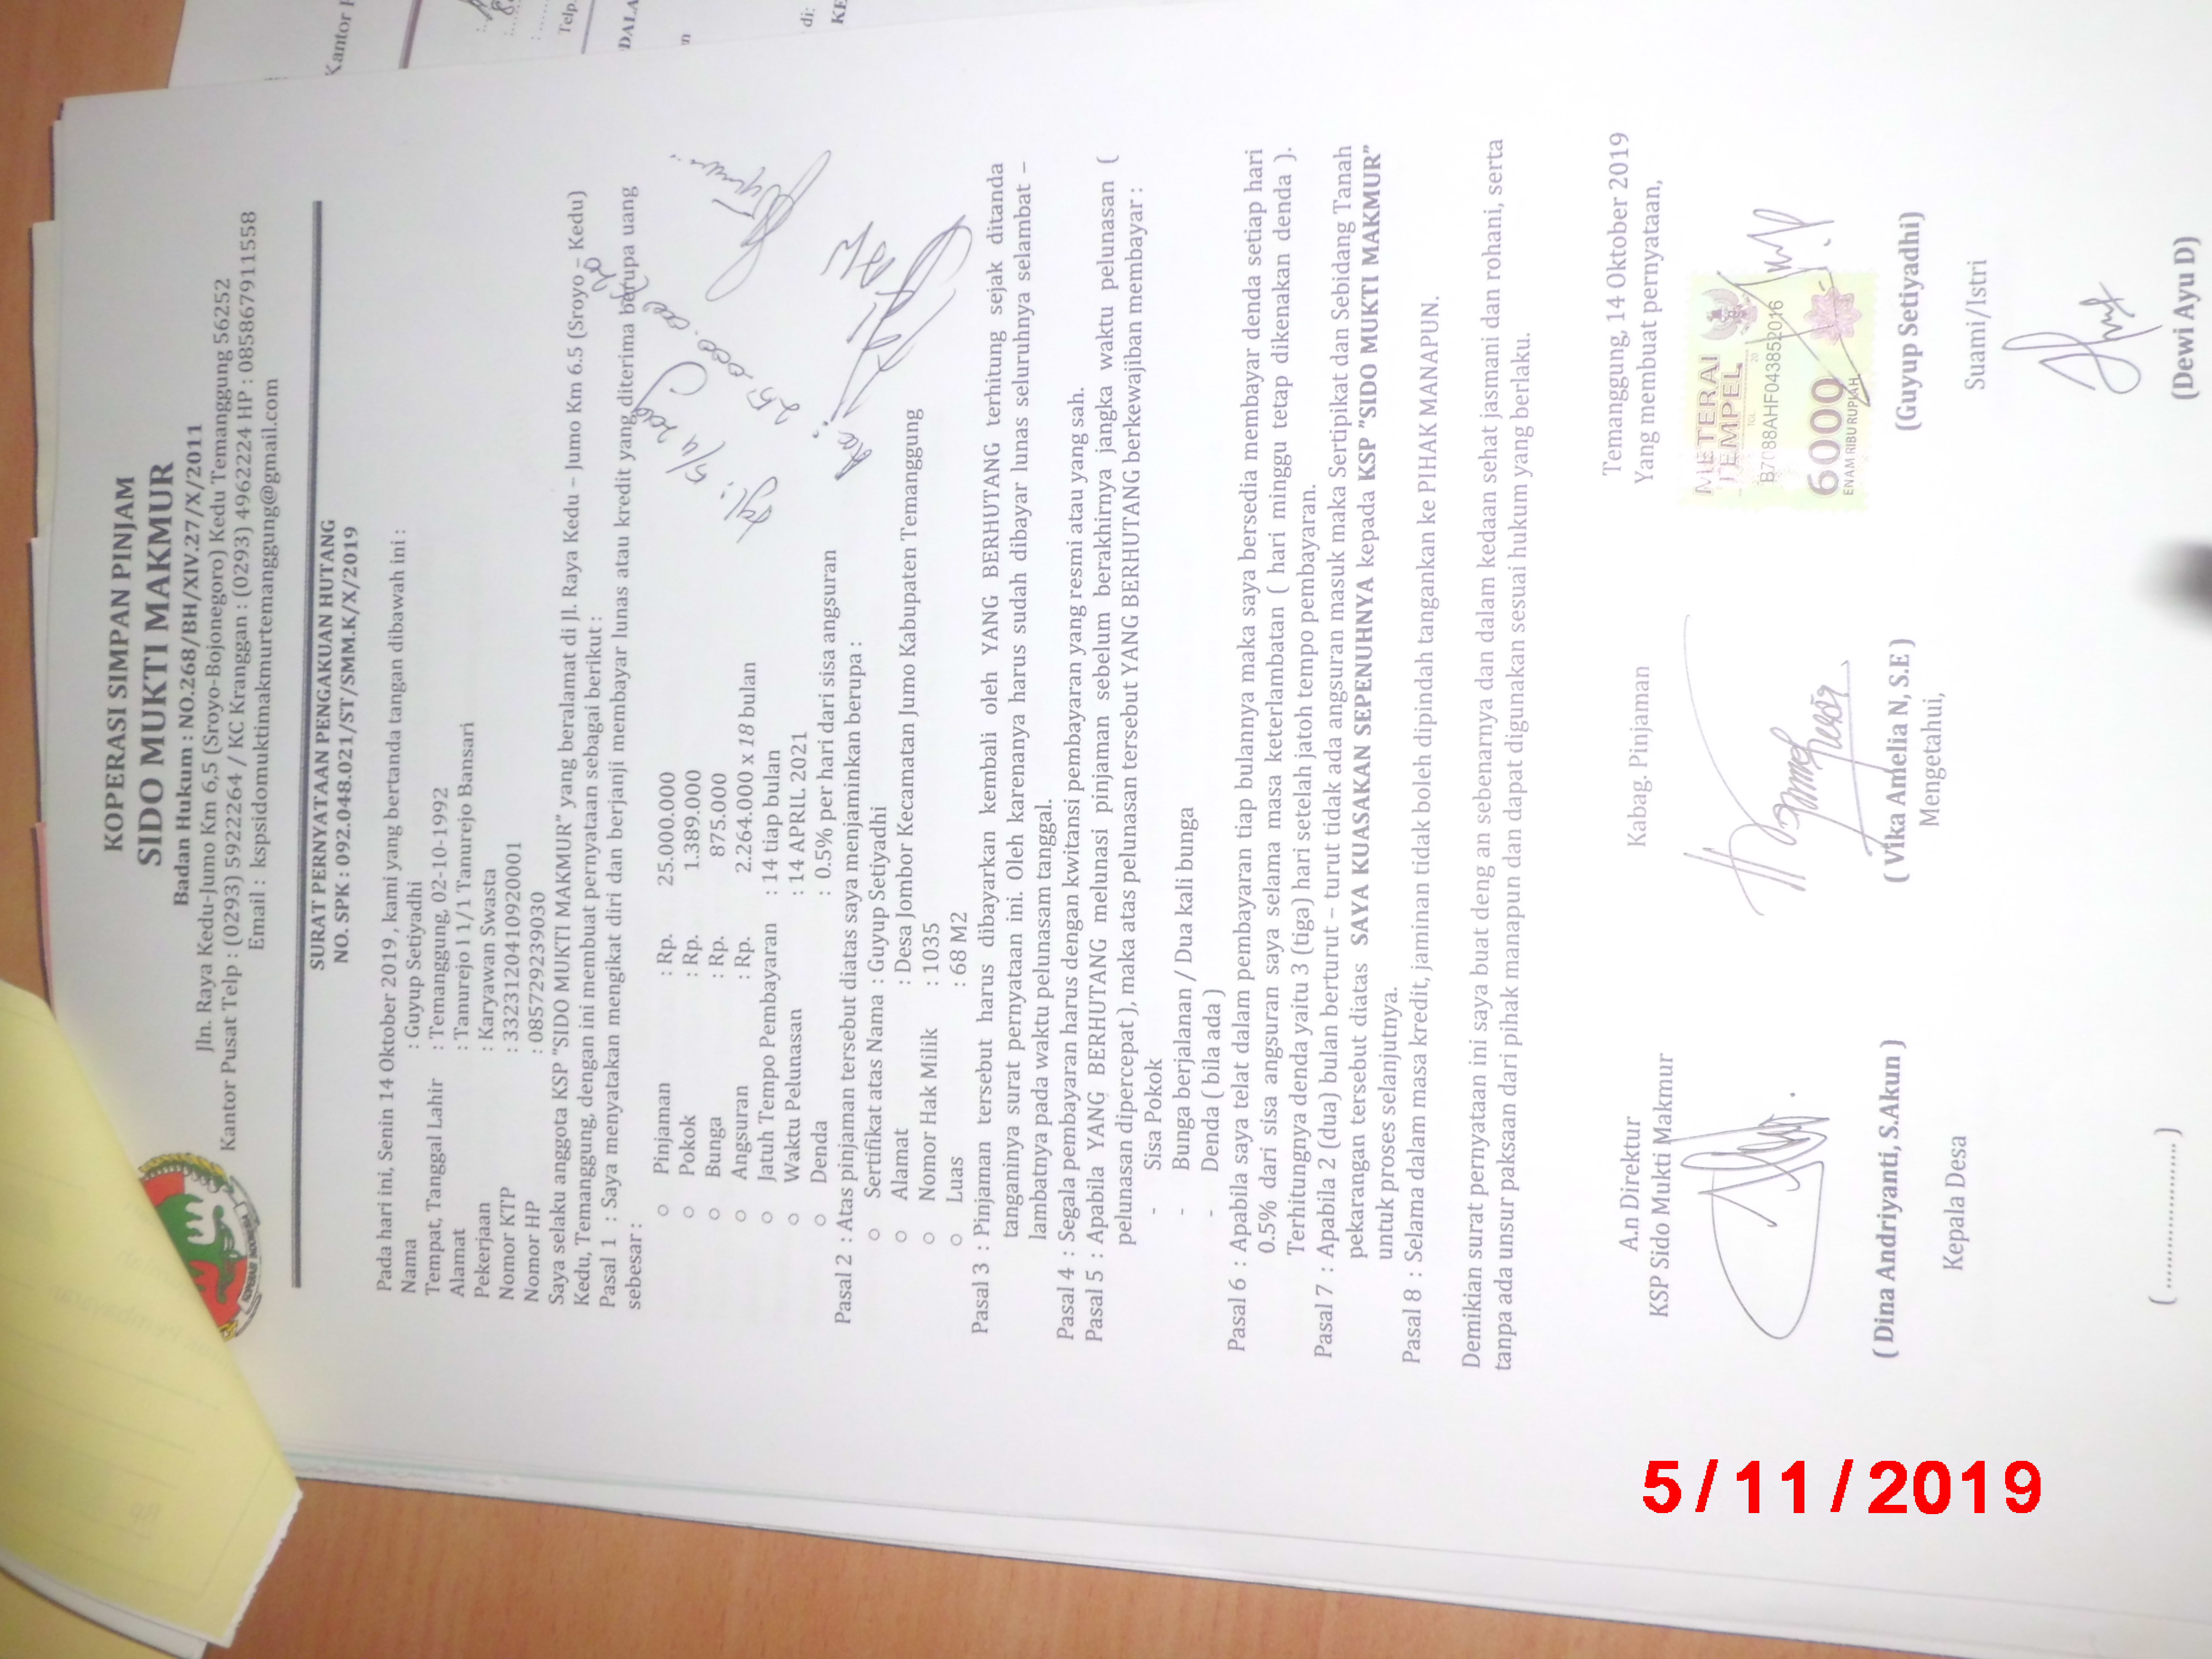 KOPERASI SIMPAN PINJAM
SIDO MUKTI MAKMUR
Badan Hukum : NO.268/BH/XIV.27/X/2011
Jln. Raya Kedu-Jumo Km 6,5 (Sroyo-Bojonegoro) Kedu Temanggung 56252
Kantor Pusat Telp : (0293) 5922264 / KC Kranggan : (0293) 4962224 HP : 085867911558
Email : kspsidomuktimakmurtemanggung@gmail.com
SURAT PERNYATAAN PENGAKUAN HUTANG
NO. SPK : 092.048.021/ST/SMM.K/X/2019
Pada hari ini, Senin 14 Oktober 2019 , kami yang bertanda tangan dibawah ini :
Nama : Guyup Setiyadhi
Tempat, Tanggal Lahir : Temanggung, 02-10-1992
Alamat : Tanurejo 1 1/1 Tanurejo Bansari
Pekerjaan : Karyawan Swasta
Nomor KTP : 3323120410920001
Nomor HP : 085729239030
Saya selaku anggota KSP "SIDO MUKTI MAKMUR" yang beralamat di Jl. Raya Kedu – Jumo Km 6.5 (Sroyo – Kedu)
Kedu, Temanggung, dengan ini membuat pernyataan sebagai berikut :
Pasal 1 : Saya menyatakan mengikat diri dan berjanji membayar lunas atau kredit yang diterima berupa uang
sebesar :
○ Pinjaman : Rp. 25.000.000
○ Pokok : Rp. 1.389.000
○ Bunga : Rp. 875.000
○ Angsuran : Rp. 2.264.000 x 18 bulan
○ Jatuh Tempo Pembayaran : 14 tiap bulan
○ Waktu Pelunasan : 14 APRIL 2021
○ Denda : 0.5% per hari dari sisa angsuran
25.000.000
Pasal 2 : Atas pinjaman tersebut diatas saya menjaminkan berupa :
○ Sertifikat atas Nama : Guyup Setiyadhi
○ Alamat : Desa Jombor Kecamatan Jumo Kabupaten Temanggung
○ Nomor Hak Milik : 1035
○ Luas : 68 M2
Pasal 3 : Pinjaman tersebut harus dibayarkan kembali oleh YANG BERHUTANG terhitung sejak ditanda
tanganinya surat pernyataan ini. Oleh karenanya harus sudah dibayar lunas seluruhnya selambat –
lambatnya pada waktu pelunasam tanggal.
Pasal 4 : Segala pembayaran harus dengan kwitansi pembayaran yang resmi atau yang sah.
Pasal 5 : Apabila YANG BERHUTANG melunasi pinjaman sebelum berakhirnya jangka waktu pelunasan (
pelunasan dipercepat ), maka atas pelunasan tersebut YANG BERHUTANG berkewajiban membayar :
- Sisa Pokok
- Bunga berjalanan / Dua kali bunga
- Denda ( bila ada )
Pasal 6 : Apabila saya telat dalam pembayaran tiap bulannya maka saya bersedia membayar denda setiap hari
0.5% dari sisa angsuran saya selama masa keterlambatan ( hari minggu tetap dikenakan denda ).
Terhitungnya denda yaitu 3 (tiga) hari setelah jatoh tempo pembayaran.
Pasal 7 : Apabila 2 (dua) bulan berturut – turut tidak ada angsuran masuk maka Sertipikat dan Sebidang Tanah
pekarangan tersebut diatas SAYA KUASAKAN SEPENUHNYA kepada KSP "SIDO MUKTI MAKMUR"
untuk proses selanjutnya.
Pasal 8 : Selama dalam masa kredit, jaminan tidak boleh dipindah tangankan ke PIHAK MANAPUN.
Demikian surat pernyataan ini saya buat deng an sebenarnya dan dalam kedaan sehat jasmani dan rohani, serta
tanpa ada unsur paksaan dari pihak manapun dan dapat digunakan sesuai hukum yang berlaku.
Temanggung, 14 Oktober 2019
A.n Direktur Kabag. Pinjaman Yang membuat pernyataan,
KSP Sido Mukti Makmur
METERAI
TEMPEL
TGL 20
B7088AHF043852016
6000
ENAM RIBU RUPIAH
( Dina Andriyanti, S.Akun ) ( Vika Amelia N, S.E ) (Guyup Setiyadhi)
Mengetahui,
Kepala Desa Suami/Istri
( ...................... ) (Dewi Ayu D)
5/11/2019